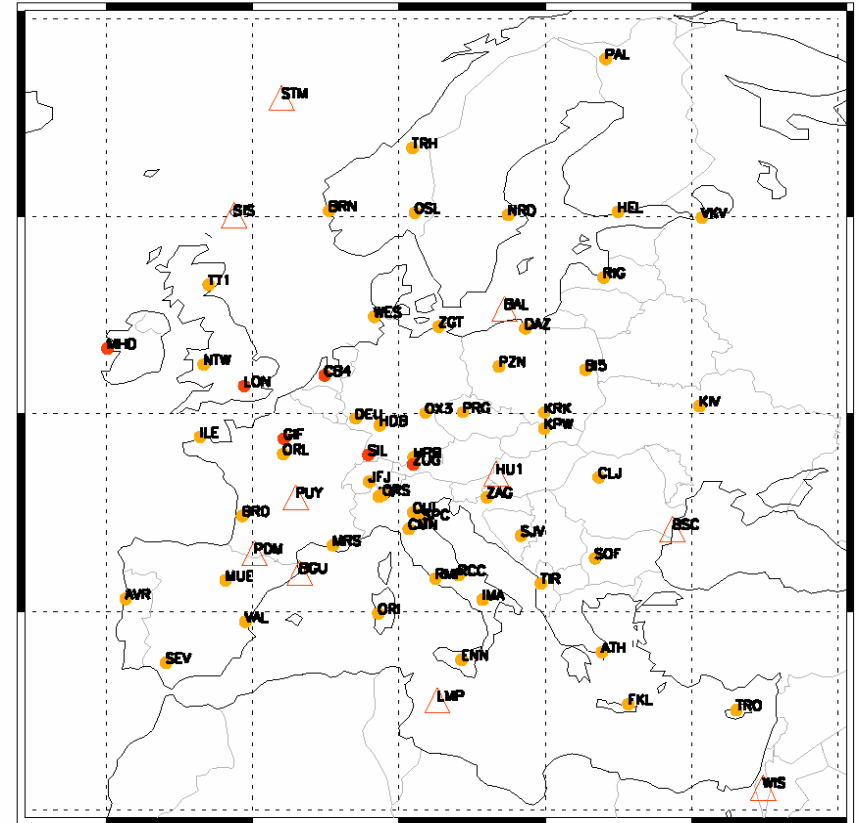 PAL
STM
TRH
SIS
BRN
OSL
NRD
HEL
VKV
TT1
RIG
BAL
WES
ZGT
DAZ
MHD
NTW
LON
CB4
PZN
BI5
ILE
DEU
HDB
OX3
PRG
KRK
KPW
KIV
GIF
ORL
SIL
ZUG
HU1
CLJ
JFJ
PUY
ZAG
BRO
SPC
CMN
SJV
BSC
MRS
PDM
BGU
SOF
MUE
RMI
RCC
TIR
AVR
ORI
IMA
VAL
SEV
ENN
ATH
LMP
FKL
TRO
WIS